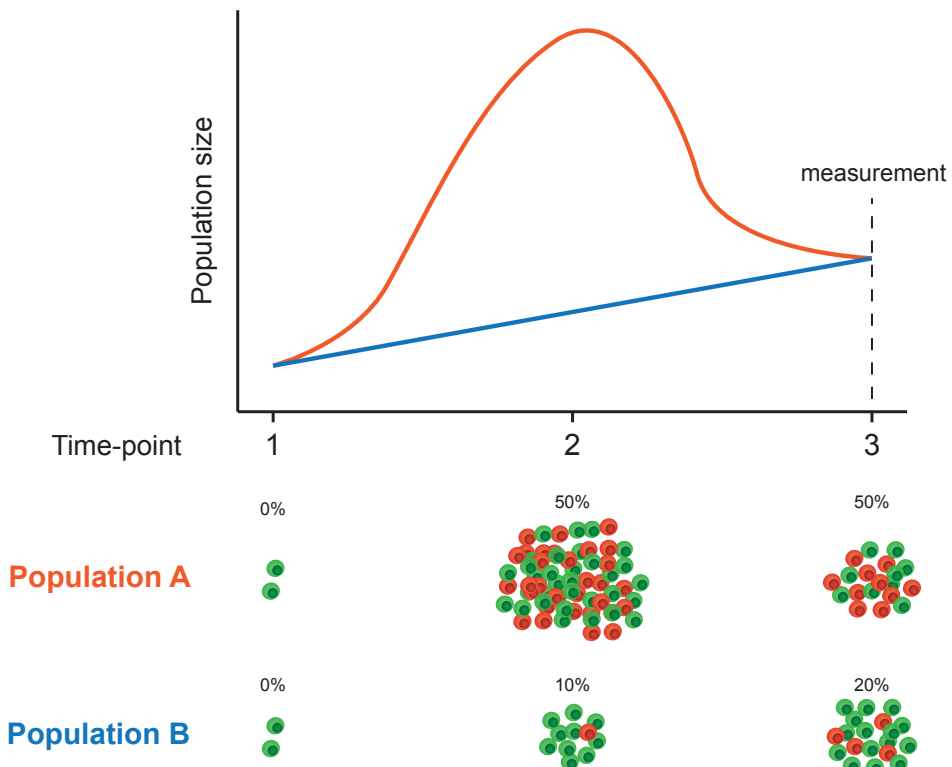 Population size
measurement
1 2 3
Time-point
0% 50% 50%
Population A
0% 10% 20%
Population B